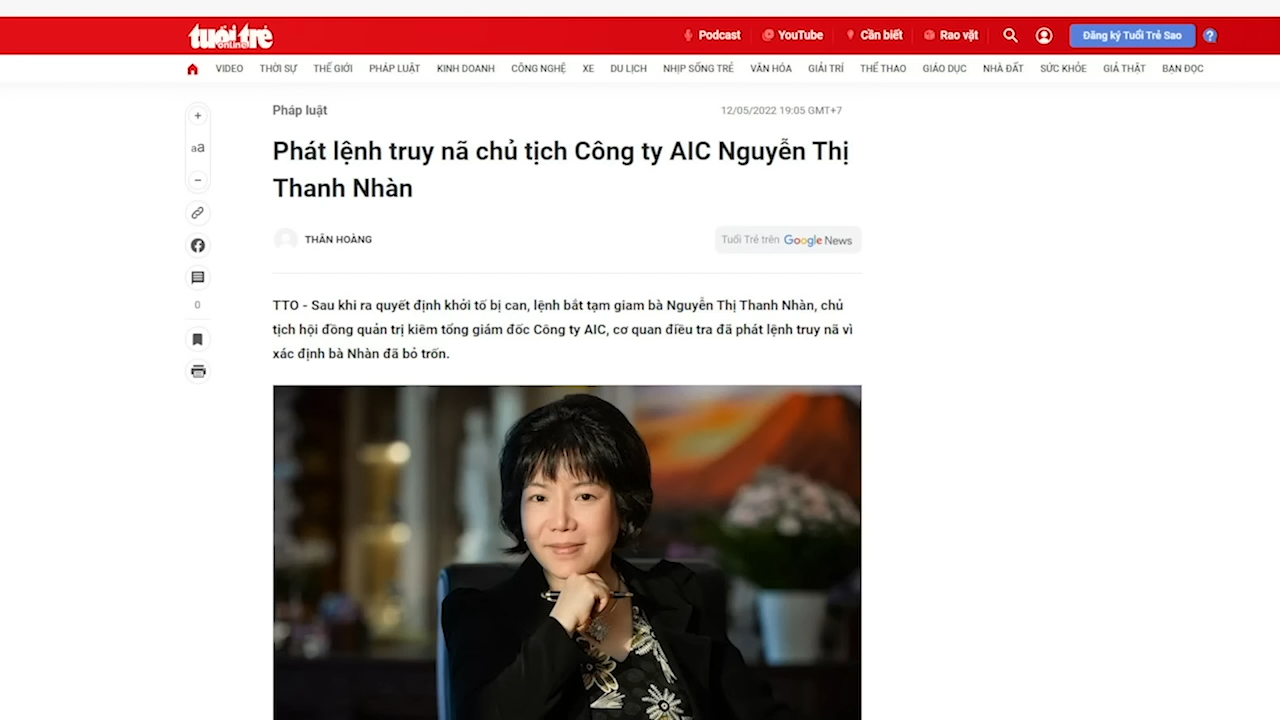 tuổi trẻ
online
Podcast
YouTube
Cần biết
Rao vặt
Đăng ký Tuổi Trẻ Sao
?
VIDEO THỜI SỰ THẾ GIỚI PHÁP LUẬT KINH DOANH CÔNG NGHỆ XE DU LỊCH NHỊP SỐNG TRẺ VĂN HÓA GIẢI TRÍ THỂ THAO GIÁO DỤC NHÀ ĐẤT SỨC KHỎE GIẢ THẬT BẠN ĐỌC
+
aa
−
0
Pháp luật
12/05/2022 19:05 GMT+7
Phát lệnh truy nã chủ tịch Công ty AIC Nguyễn Thị
Thanh Nhàn
THÂN HOÀNG
Tuổi Trẻ trên Google News
TTO - Sau khi ra quyết định khởi tố bị can, lệnh bắt tạm giam bà Nguyễn Thị Thanh Nhàn, chủ
tịch hội đồng quản trị kiêm tổng giám đốc Công ty AIC, cơ quan điều tra đã phát lệnh truy nã vì
xác định bà Nhàn đã bỏ trốn.